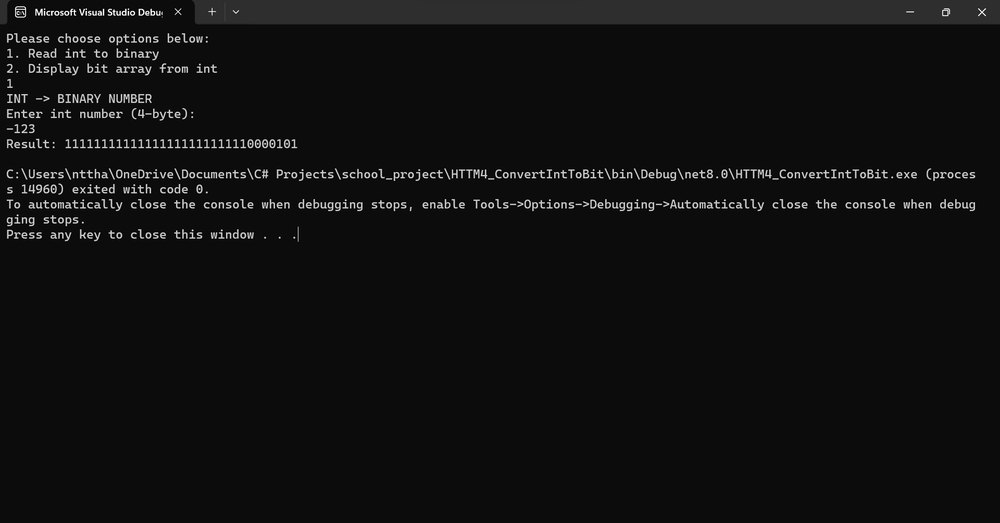 Microsoft Visual Studio Debu
Please choose options below:
1. Read int to binary
2. Display bit array from int
1
INT -> BINARY NUMBER
Enter int number (4-byte):
-123
Result: 11111111111111111111111110000101
C:\Users\nttha\OneDrive\Documents\C# Projects\school_project\HTTM4_ConvertIntToBit\bin\Debug\net8.0\HTTM4_ConvertIntToBit.exe (proces
s 14960) exited with code 0.
To automatically close the console when debugging stops, enable Tools->Options->Debugging->Automatically close the console when debug
ging stops.
Press any key to close this window . . .